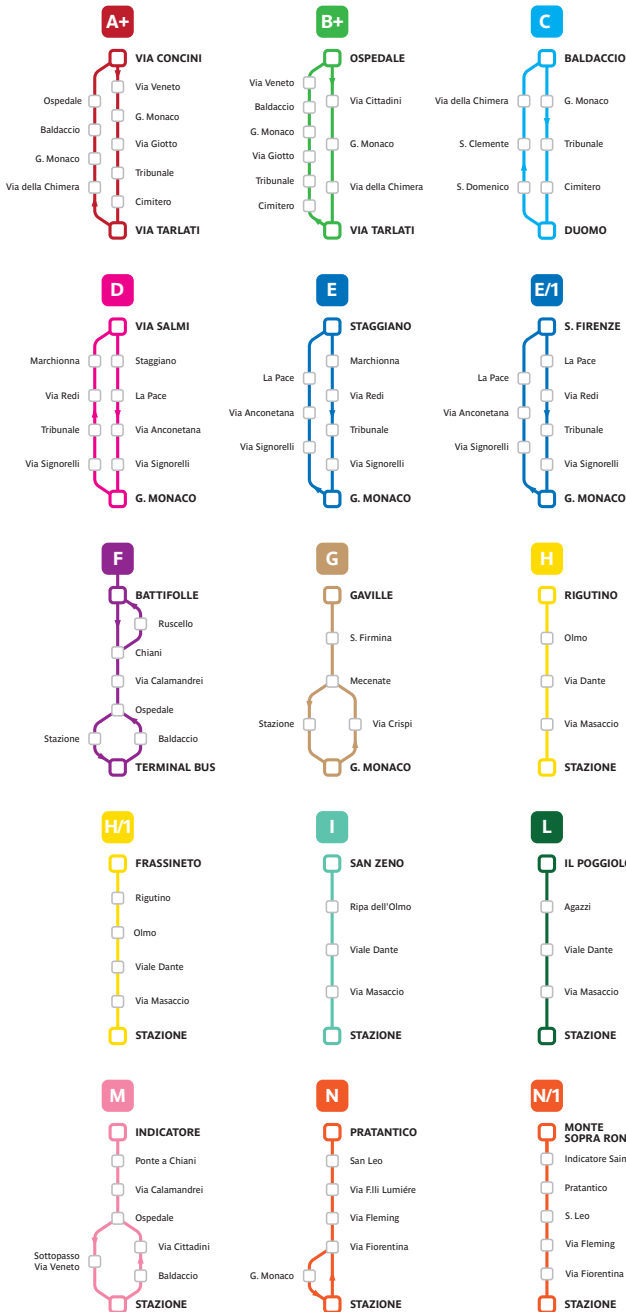 A+
VIA CONCINI
Via Veneto
Ospedale
G. Monaco
Baldaccio
Via Giotto
G. Monaco
Tribunale
Via della Chimera
Cimitero
VIA TARLATI
B+
OSPEDALE
Via Veneto
Via Cittadini
Baldaccio
G. Monaco
G. Monaco
Via Giotto
Tribunale
Via della Chimera
Cimitero
VIA TARLATI
C
BALDACCIO
Via della Chimera
G. Monaco
S. Clemente
Tribunale
S. Domenico
Cimitero
DUOMO
D
VIA SALMI
Marchionna
Staggiano
Via Redi
La Pace
Tribunale
Via Anconetana
Via Signorelli
Via Signorelli
G. MONACO
E
STAGGIANO
Marchionna
La Pace
Via Redi
Via Anconetana
Tribunale
Via Signorelli
Via Signorelli
G. MONACO
E/1
S. FIRENZE
La Pace
La Pace
Via Redi
Via Anconetana
Tribunale
Via Signorelli
Via Signorelli
G. MONACO
F
BATTIFOLLE
Ruscello
Chiani
Via Calamandrei
Ospedale
Stazione
Baldaccio
TERMINAL BUS
G
GAVILLE
S. Firmina
Mecenate
Stazione
Via Crispi
G. MONACO
H
RIGUTINO
Olmo
Via Dante
Via Masaccio
STAZIONE
H/1
FRASSINETO
Rigutino
Olmo
Viale Dante
Via Masaccio
STAZIONE
I
SAN ZENO
Ripa dell'Olmo
Viale Dante
Via Masaccio
STAZIONE
L
IL POGGIOLO
Agazzi
Viale Dante
Via Masaccio
STAZIONE
M
INDICATORE
Ponte a Chiani
Via Calamandrei
Ospedale
Via Cittadini
Sottopasso
Via Veneto
Baldaccio
STAZIONE
N
PRATANTICO
San Leo
Via F.lli Lumiére
Via Fleming
Via Fiorentina
G. Monaco
STAZIONE
N/1
MONTE
SOPRA
Indicatore
Pratantico
S. Leo
Via Fleming
Via Fiorentina
STAZIONE